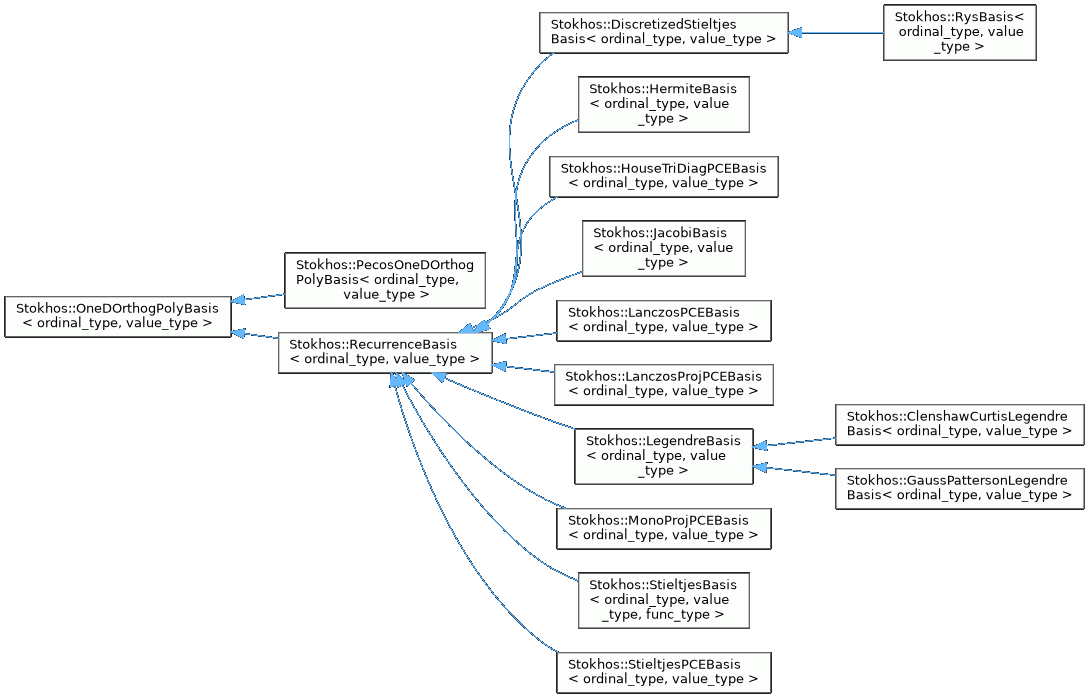 Stokhos::DiscretizedStieltjes
Basis< ordinal_type, value_type >
Stokhos::RysBasis<
ordinal_type, value
_type >
Stokhos::HermiteBasis
< ordinal_type, value
_type >
Stokhos::HouseTriDiagPCEBasis
< ordinal_type, value_type >
Stokhos::JacobiBasis
< ordinal_type, value
_type >
Stokhos::PecosOneDOrthog
PolyBasis< ordinal_type,
value_type >
Stokhos::OneDOrthogPolyBasis
< ordinal_type, value_type >
Stokhos::LanczosPCEBasis
< ordinal_type, value_type >
Stokhos::RecurrenceBasis
< ordinal_type, value_type >
Stokhos::LanczosProjPCEBasis
< ordinal_type, value_type >
Stokhos::LegendreBasis
< ordinal_type, value
_type >
Stokhos::ClenshawCurtisLegendre
Basis< ordinal_type, value_type >
Stokhos::GaussPattersonLegendre
Basis< ordinal_type, value_type >
Stokhos::MonoProjPCEBasis
< ordinal_type, value_type >
Stokhos::StieltjesBasis
< ordinal_type, value
_type, func_type >
Stokhos::StieltjesPCEBasis
< ordinal_type, value_type >